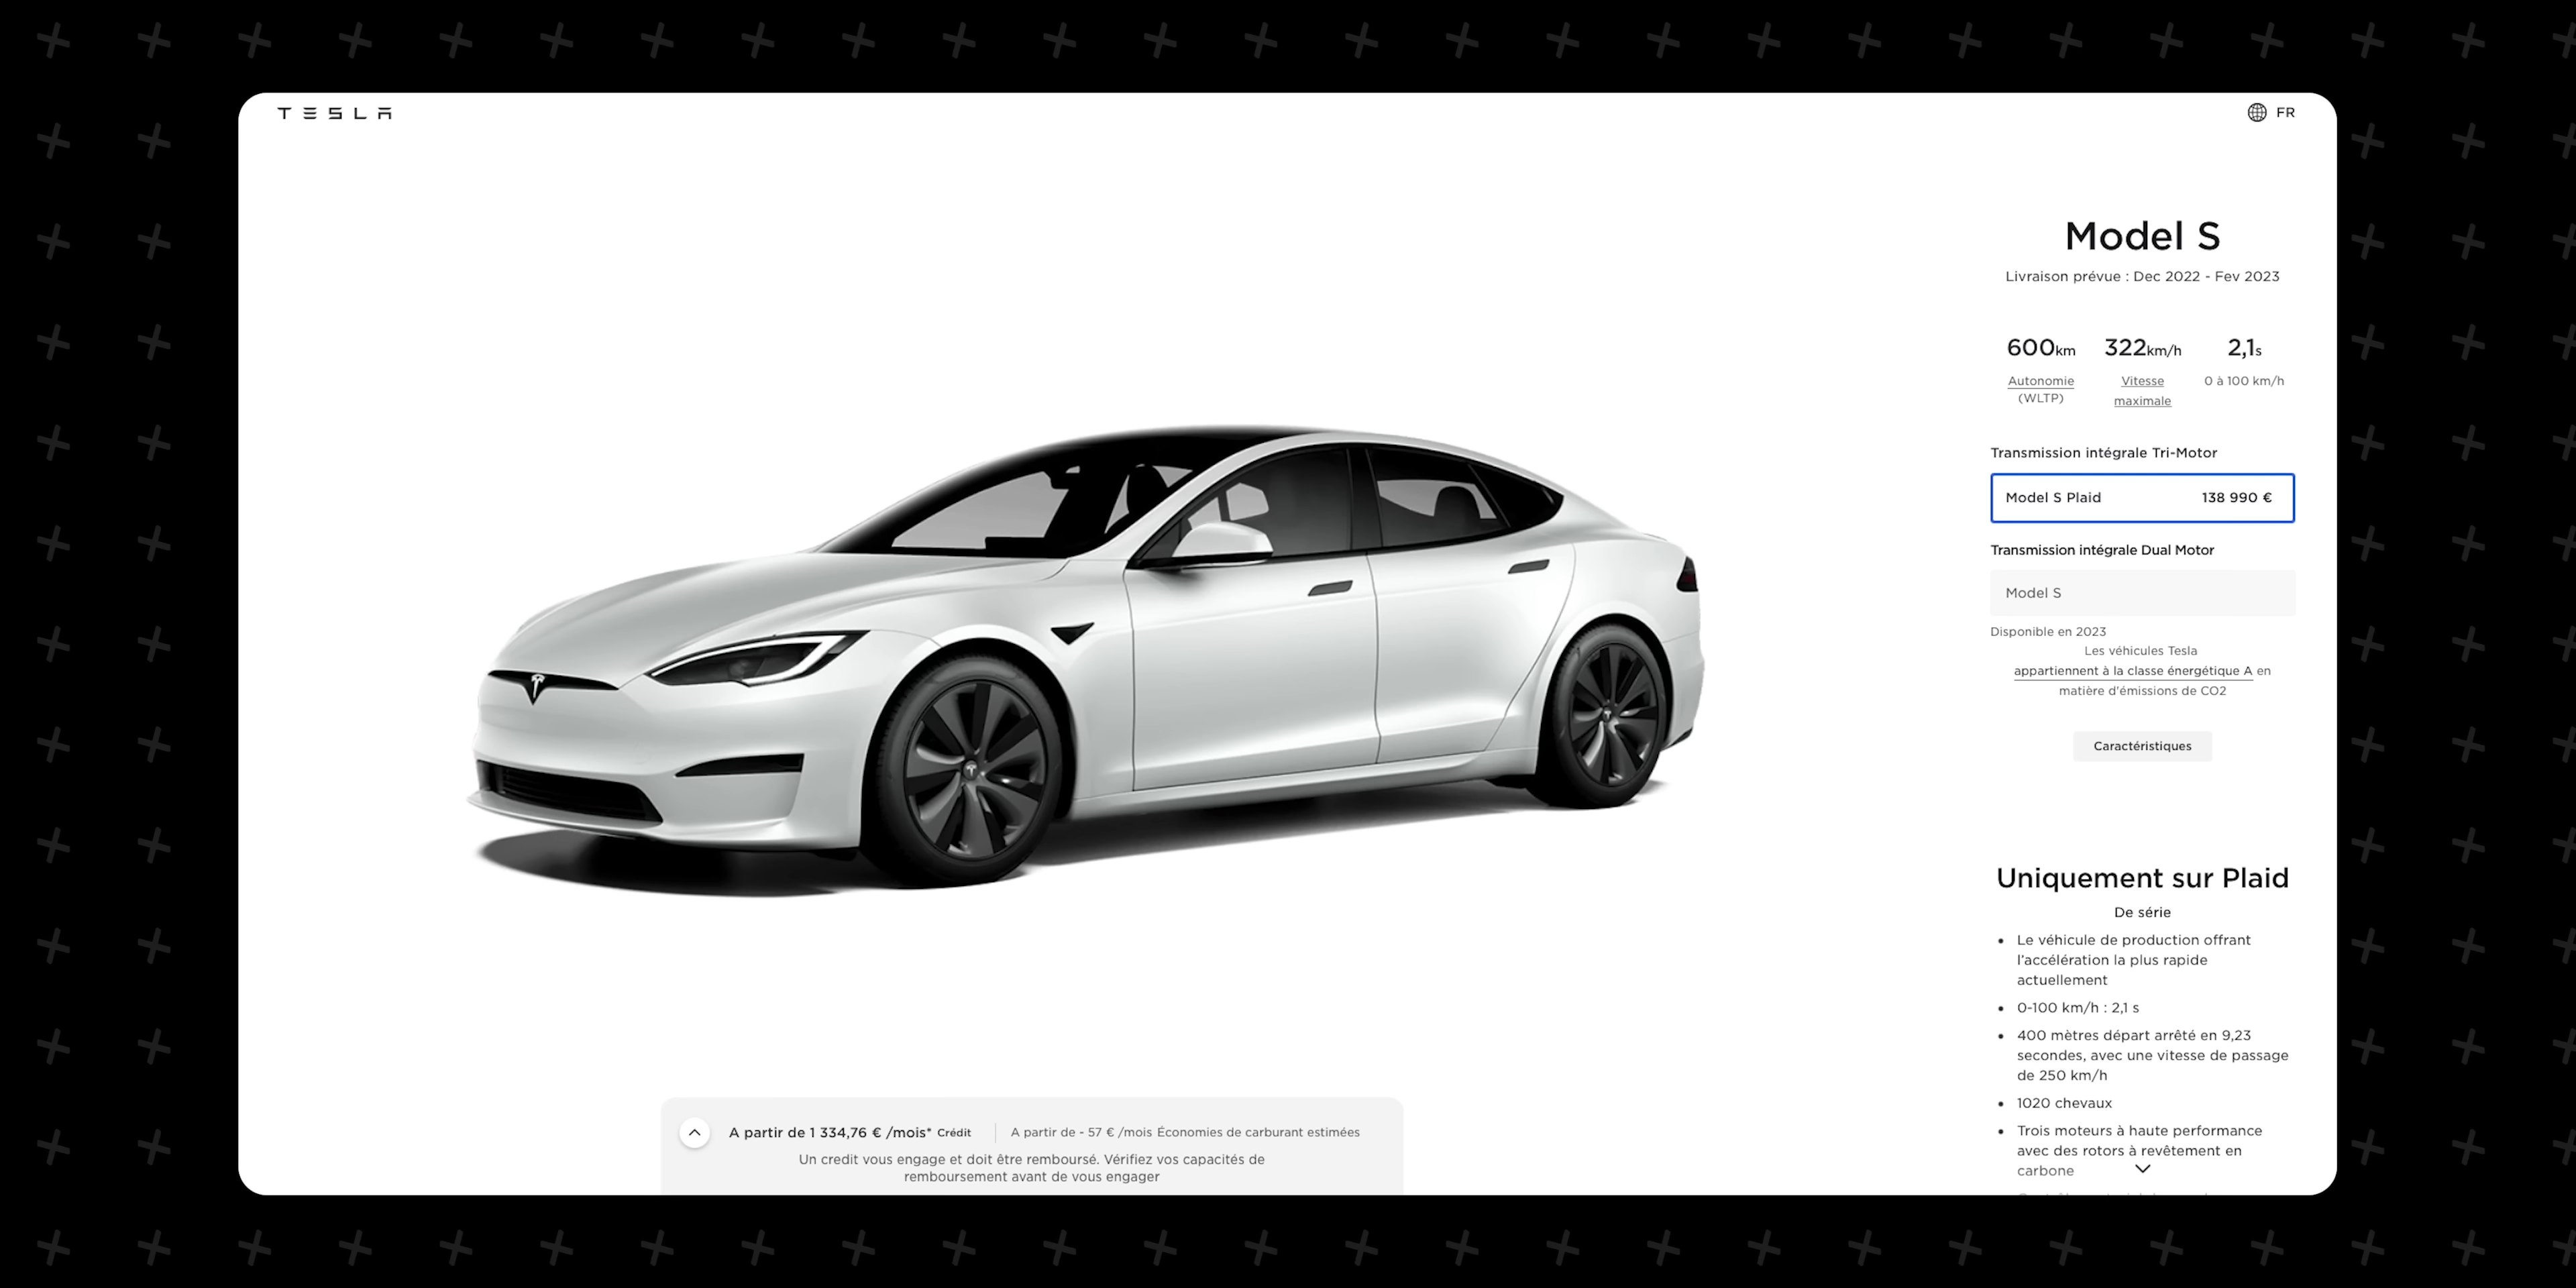 TESLA
FR
Model S
Livraison prévue : Dec 2022 - Fev 2023
600km 322km/h 2,1s
Autonomie (WLTP)
Vitesse maximale
0 à 100 km/h
Transmission intégrale Tri-Motor
Model S Plaid 138 990 €
Transmission intégrale Dual Motor
Model S
Disponible en 2023
Les véhicules Tesla
appartiennent à la classe énergétique A en
matière d'émissions de CO2
Caractéristiques
Uniquement sur Plaid
De série
Le véhicule de production offrant
l'accélération la plus rapide
actuellement
0-100 km/h : 2,1 s
400 mètres départ arrêté en 9,23
secondes, avec une vitesse de passage
de 250 km/h
1020 chevaux
Trois moteurs à haute performance
avec des rotors à revêtement en
carbone
A partir de 1 334,76 € /mois* Crédit
A partir de - 57 € /mois Économies de carburant estimées
Un credit vous engage et doit être remboursé. Vérifiez vos capacités de
remboursement avant de vous engager